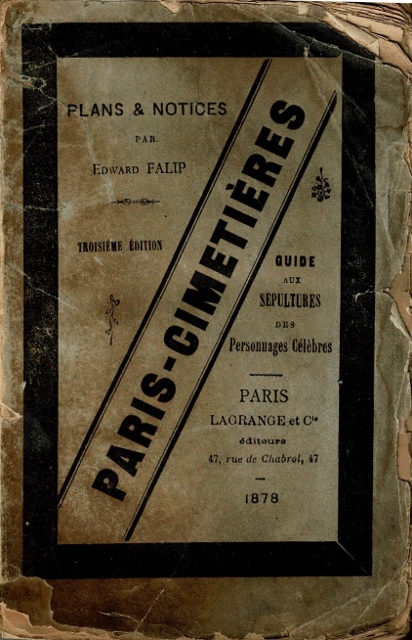 PLANS & NOTICES
PAR
EDWARD FALIP
TROISIÉME ÉDITION
PARIS-CIMETIÈRES
GUIDE
AUX
SÉPULTURES
DES
Personnages Célèbres
PARIS
LAGRANGE et Cie
éditeurs
47, rue de Chabrol, 47
1878